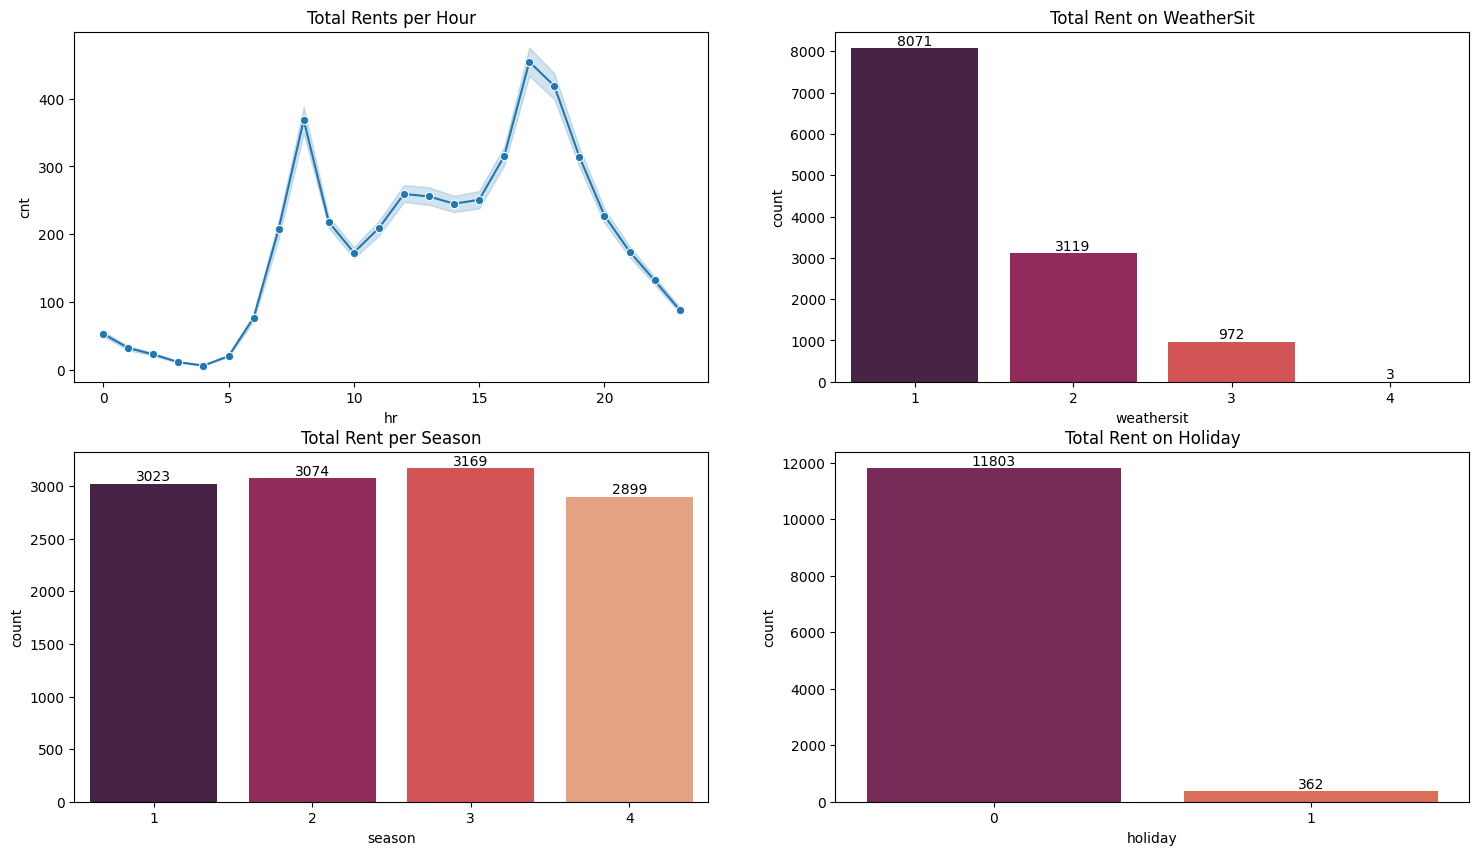 Total Rents per Hour
cnt
400
300
200
100
0
0 5 10 15 20
hr
Total Rent on WeatherSit
count
8000
7000
6000
5000
4000
3000
2000
1000
0
8071
3119
972
3
1 2 3 4
weathersit
Total Rent per Season
count
3000
2500
2000
1500
1000
500
0
3023
3074
3169
2899
1 2 3 4
season
Total Rent on Holiday
count
12000
10000
8000
6000
4000
2000
0
11803
362
0 1
holiday